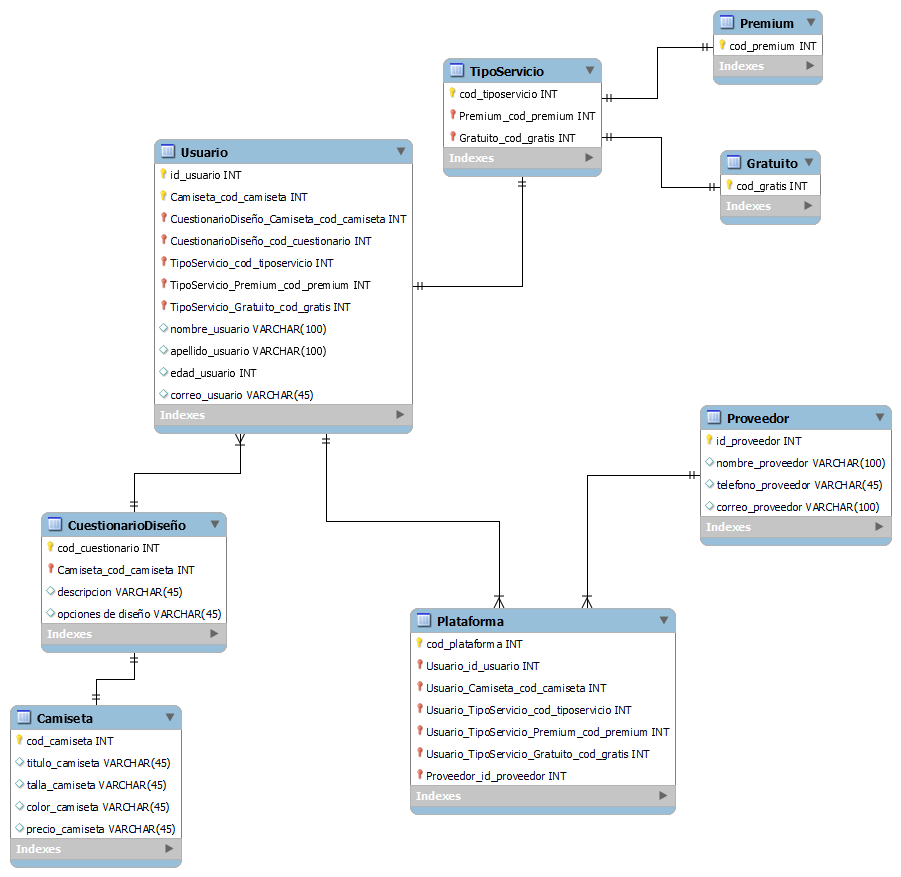 Premium
cod_premium INT
Indexes
TipoServicio
cod_tiposervicio INT
Premium_cod_premium INT
Gratuito_cod_gratis INT
Indexes
Gratuito
cod_gratis INT
Indexes
Usuario
id_usuario INT
Camiseta_cod_camiseta INT
CuestionarioDiseño_Camiseta_cod_camiseta INT
CuestionarioDiseño_cod_cuestionario INT
TipoServicio_cod_tiposervicio INT
TipoServicio_Premium_cod_premium INT
TipoServicio_Gratuito_cod_gratis INT
nombre_usuario VARCHAR(100)
apellido_usuario VARCHAR(100)
edad_usuario INT
correo_usuario VARCHAR(45)
Indexes
Proveedor
id_proveedor INT
nombre_proveedor VARCHAR(100)
telefono_proveedor VARCHAR(45)
correo_proveedor VARCHAR(100)
Indexes
CuestionarioDiseño
cod_cuestionario INT
Camiseta_cod_camiseta INT
descripcion VARCHAR(45)
opciones de diseño VARCHAR(45)
Indexes
Plataforma
cod_plataforma INT
Usuario_id_usuario INT
Usuario_Camiseta_cod_camiseta INT
Usuario_TipoServicio_cod_tiposervicio INT
Usuario_TipoServicio_Premium_cod_premium INT
Usuario_TipoServicio_Gratuito_cod_gratis INT
Proveedor_id_proveedor INT
Indexes
Camiseta
cod_camiseta INT
titulo_camiseta VARCHAR(45)
talla_camiseta VARCHAR(45)
color_camiseta VARCHAR(45)
precio_camiseta VARCHAR(45)
Indexes